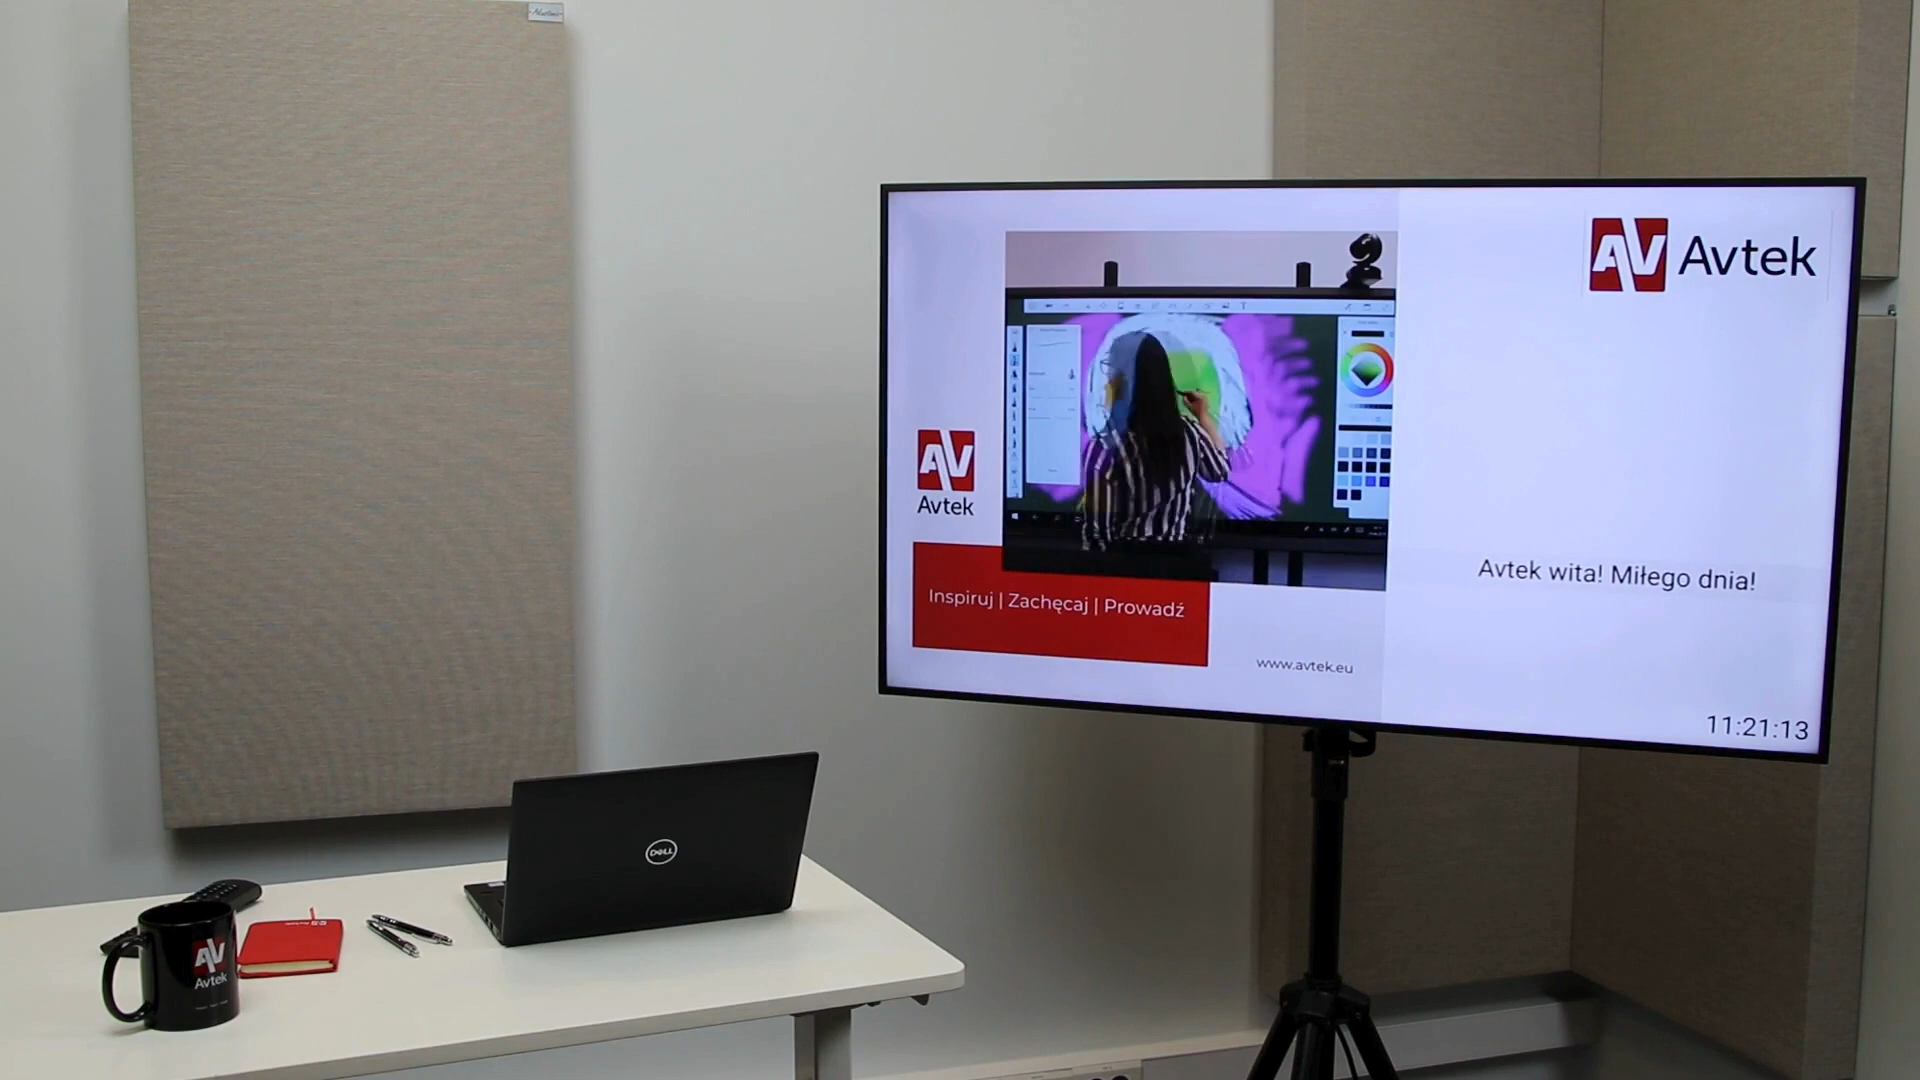 AV Avtek
AV
Avtek
Avtek wita! Miłego dnia!
Inspiruj | Zachęcaj | Prowadź
www.avtek.eu
11:21:13
DELL
AV
Avtek